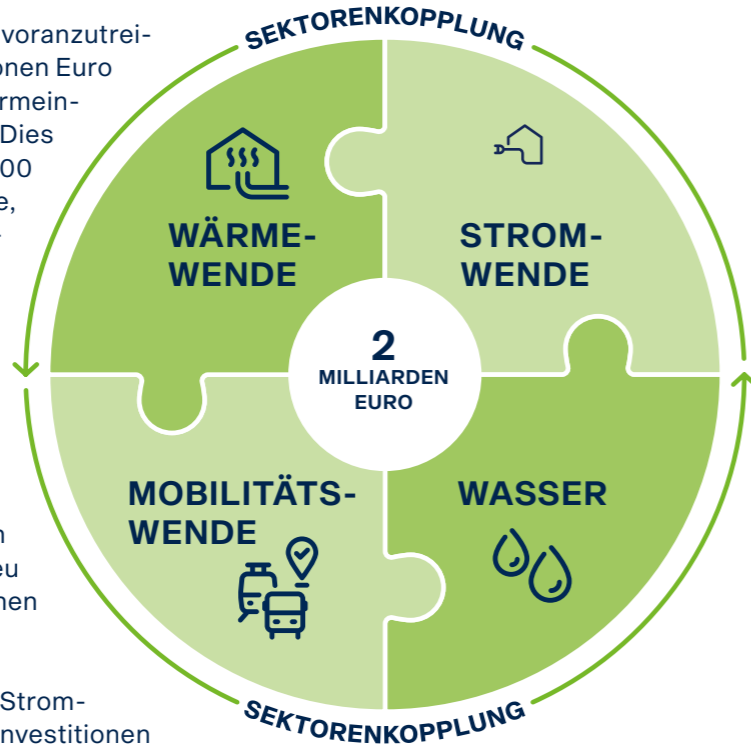 voranzutrei-
onen Euro
rmein-
Dies
00
e,
SEKTORENKOPPLUNG
WÄRME-
WENDE
STROM-
WENDE
2
MILLIARDEN
EURO
MOBILITÄTS-
WENDE
WASSER
n
eu
nen
Strom-
nvestitionen
SEKTORENKOPPLUNG